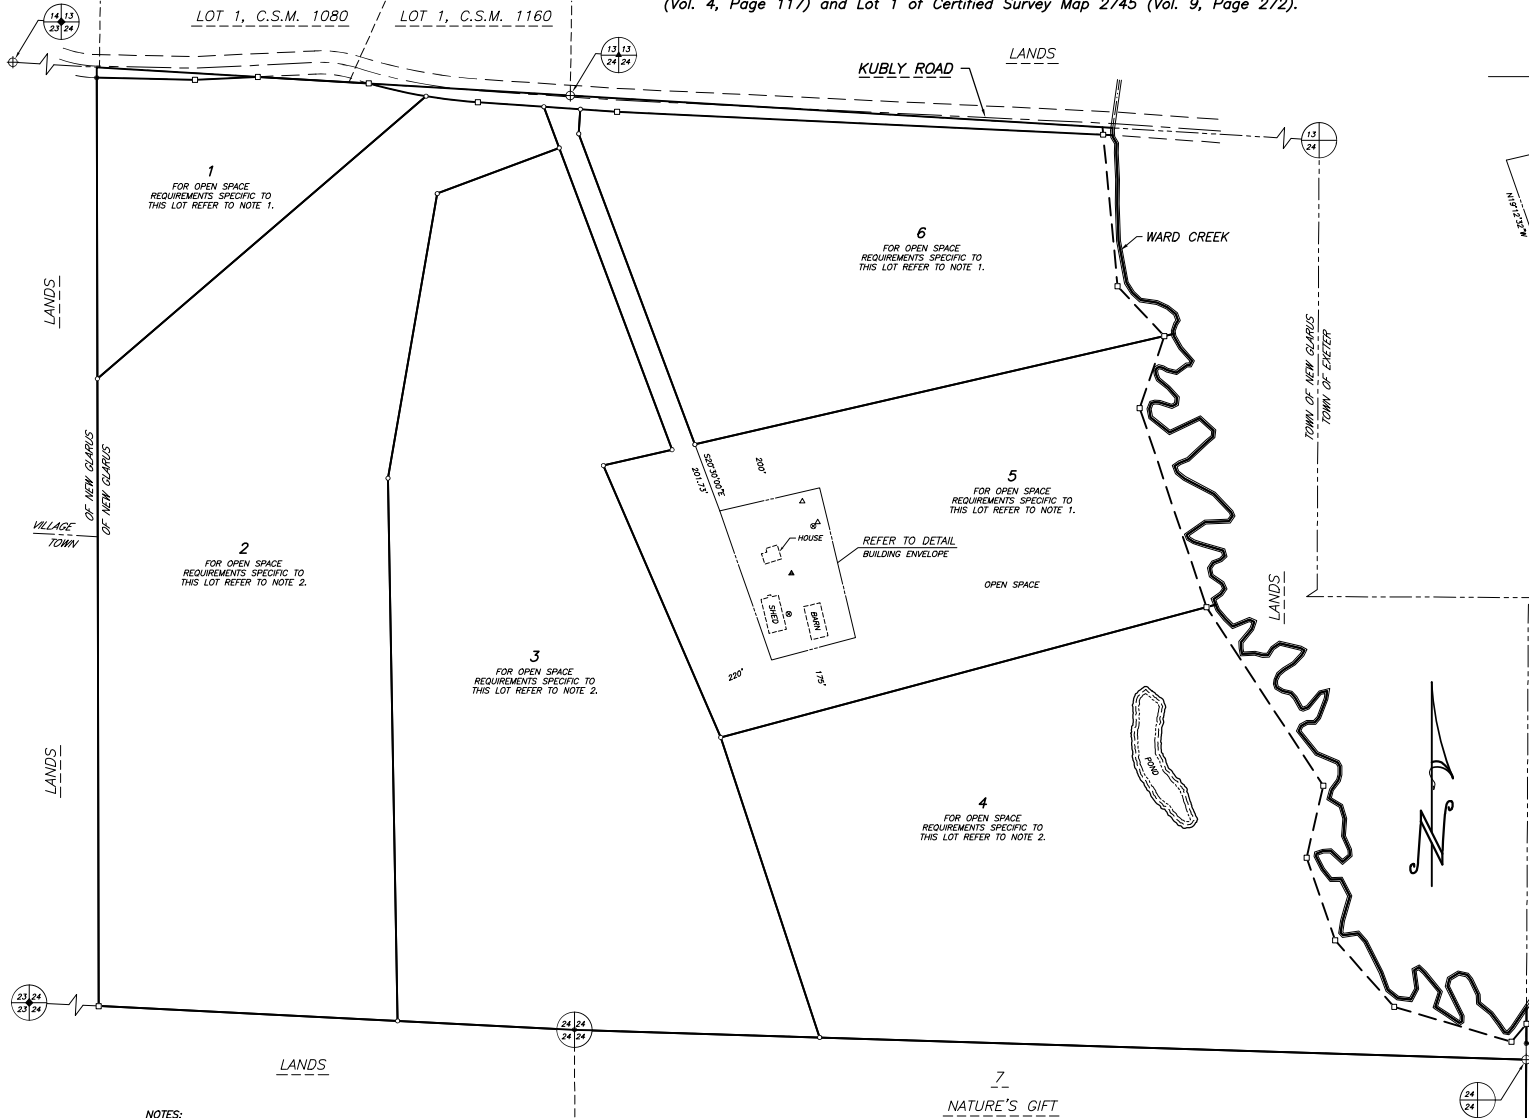 (Vol. 4, Page 117) and Lot 1 of Certified Survey Map 2745 (Vol. 9, Page 272).
14 13
23 24
LOT 1, C.S.M. 1080
LOT 1, C.S.M. 1160
13 13
24 24
LANDS
KUBLY ROAD
13
24
1
FOR OPEN SPACE
REQUIREMENTS SPECIFIC TO
THIS LOT REFER TO NOTE 1.
N19°12'32"W
6
FOR OPEN SPACE
REQUIREMENTS SPECIFIC TO
THIS LOT REFER TO NOTE 1.
WARD CREEK
LANDS
TOWN OF NEW GLARUS
TOWN OF EXETER
OF NEW GLARUS
OF NEW GLARUS
VILLAGE
TOWN
S20°30'00"E
201.73'
200'
5
FOR OPEN SPACE
REQUIREMENTS SPECIFIC TO
THIS LOT REFER TO NOTE 1.
HOUSE
REFER TO DETAIL
BUILDING ENVELOPE
OPEN SPACE
2
FOR OPEN SPACE
REQUIREMENTS SPECIFIC TO
THIS LOT REFER TO NOTE 2.
SHED
BARN
LANDS
3
FOR OPEN SPACE
REQUIREMENTS SPECIFIC TO
THIS LOT REFER TO NOTE 2.
220'
175'
LANDS
POND
4
FOR OPEN SPACE
REQUIREMENTS SPECIFIC TO
THIS LOT REFER TO NOTE 2.
N
23 24
23 24
24 24
24 24
LANDS
7
NATURE'S GIFT
24
24
NOTES: